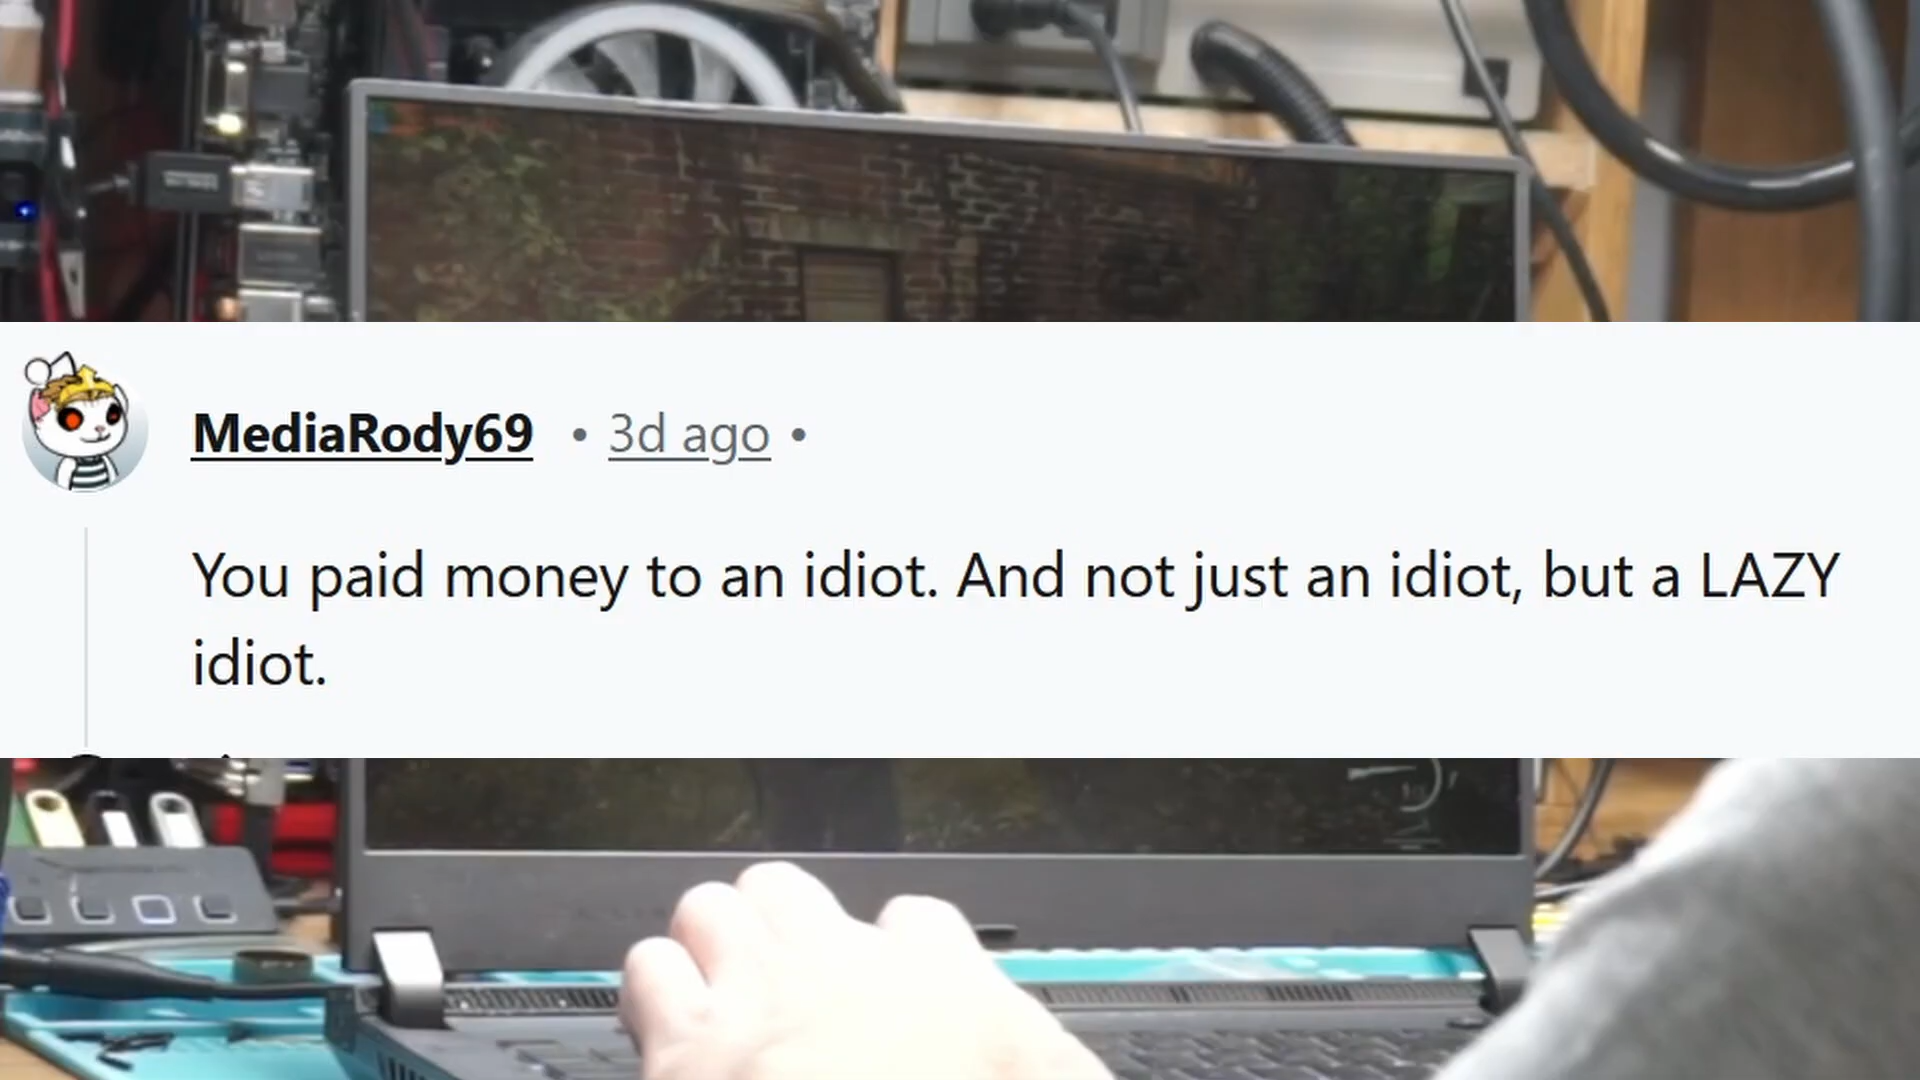 MediaRody69 • 3d ago •
You paid money to an idiot. And not just an idiot, but a LAZY
idiot.